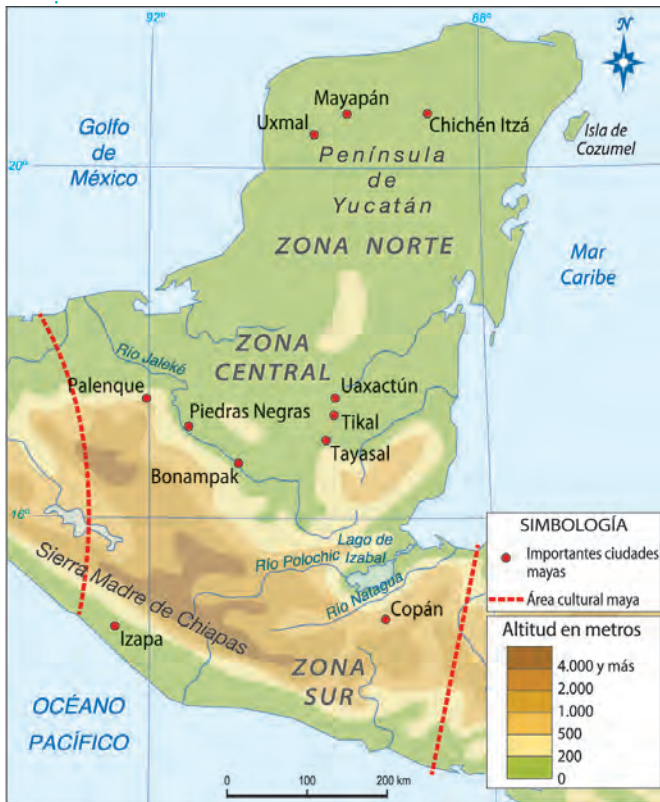 92°
88°
N
Mayapán
Uxmal
Chichén Itzá
Golfo
de
México
Isla de
Cozumel
20°
Península
de
Yucatán
ZONA NORTE
Mar
Caribe
ZONA
CENTRAL
Río Jaleké
Palenque
Uaxactún
Piedras Negras
Tikal
Tayasal
Bonampak
16°
Lago de
Izabal
Río Polochic
Río Natagua
Sierra Madre de Chiapas
Copán
Izapa
ZONA
SUR
OCÉANO
PACÍFICO
0 100 200 km
SIMBOLOGÍA
Importantes ciudades
mayas
Área cultural maya
Altitud en metros
4.000 y más
2.000
1.000
500
200
0